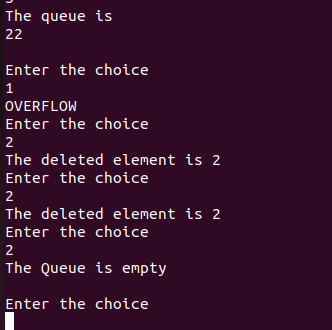 The queue is
22
Enter the choice
1
OVERFLOW
Enter the choice
2
The deleted element is 2
Enter the choice
2
The deleted element is 2
Enter the choice
2
The Queue is empty
Enter the choice